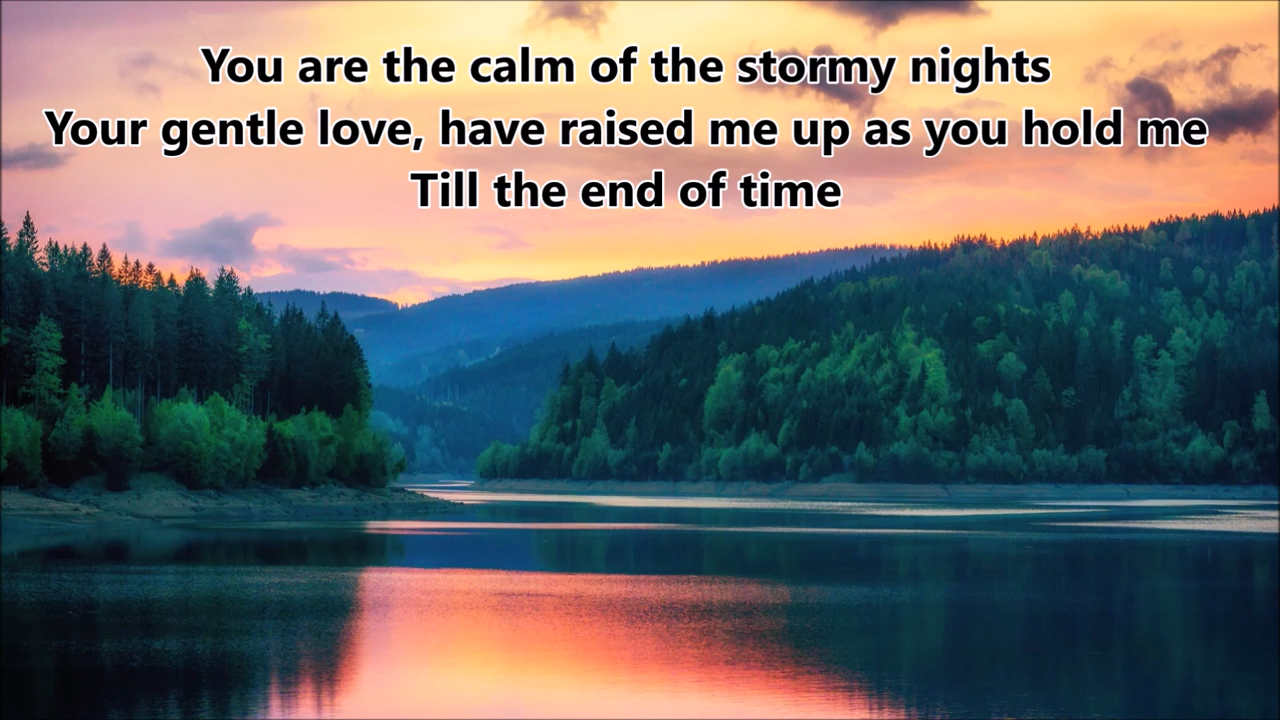 You are the calm of the stormy nights
Your gentle love, have raised me up as you hold me
Till the end of time